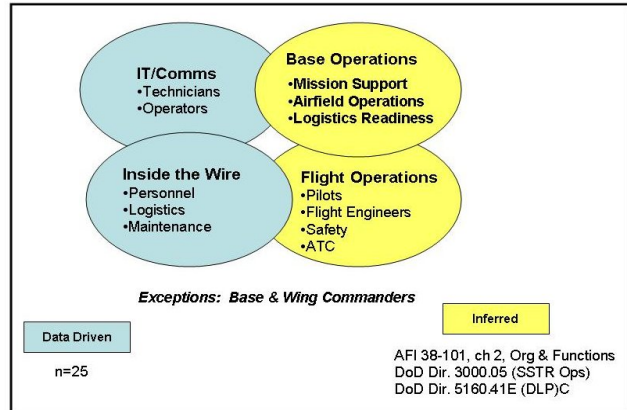 IT/Comms
•Technicians
•Operators
Base Operations
•Mission Support
•Airfield Operations
•Logistics Readiness
Inside the Wire
•Personnel
•Logistics
•Maintenance
Flight Operations
•Pilots
•Flight Engineers
•Safety
•ATC
Exceptions: Base & Wing Commanders
Data Driven
n=25
Inferred
AFI 38-101, ch 2, Org & Functions
DoD Dir. 3000.05 (SSTR Ops)
DoD Dir. 5160.41E (DLP)C